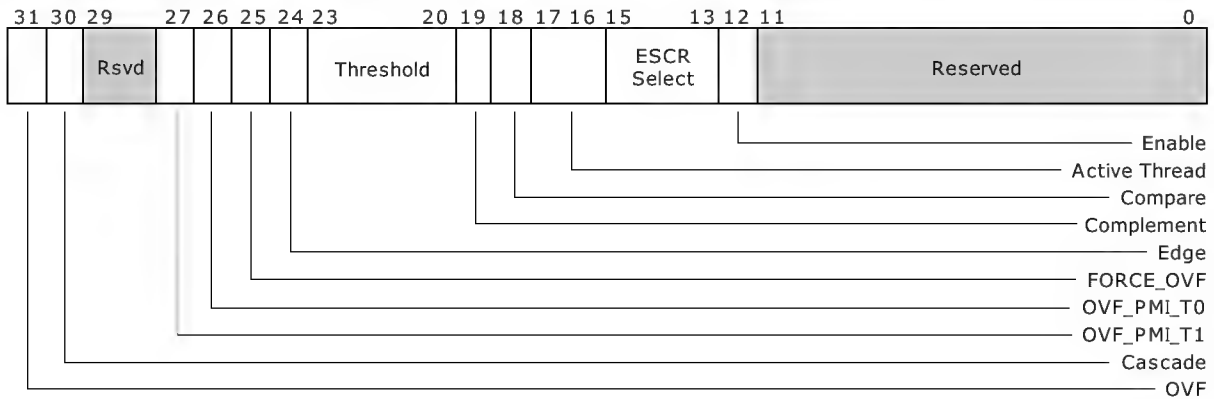 31 30 29 27 26 25 24 23 20 19 18 17 16 15 13 12 11 0
Rsvd Threshold ESCR Select Reserved
Enable
Active Thread
Compare
Complement
Edge
FORCE_OVF
OVF_PMI_T0
OVF_PMI_T1
Cascade
OVF